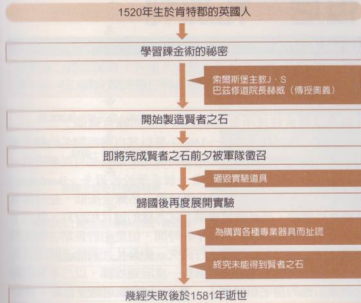 1520年生於肯特郡的英國人
學習鍊金術的祕密
索爾斯堡主教J・S
巴茲修道院長赫威（傳授奧義）
開始製造賢者之石
即將完成賢者之石前夕被軍隊徵召
砸毀實驗道具
歸國後再度展開實驗
為購買各種專業器具而扯謊
終究未能得到賢者之石
幾經失敗後於1581年逝世